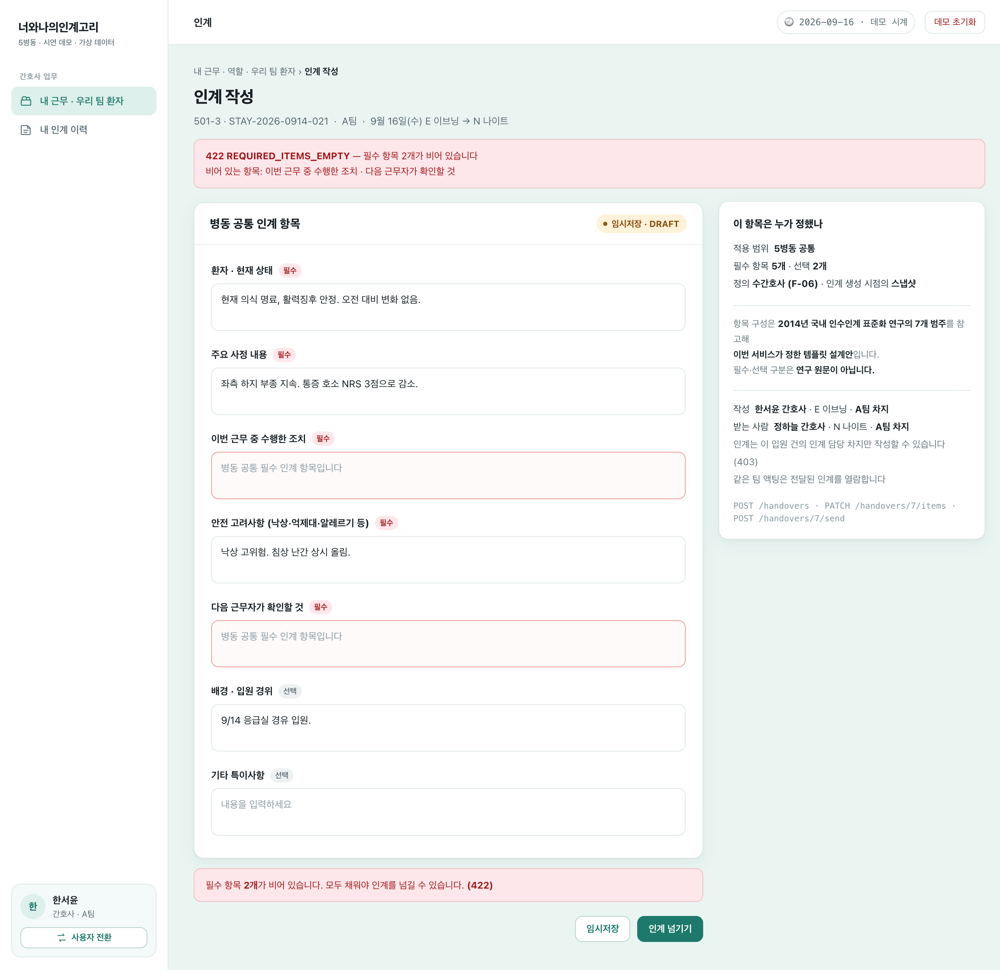 너와나의인계고리
5병동 · 시연 데모 · 가상 데이터
간호사 업무
내 근무 · 우리 팀 환자
내 인계 이력
한
한서윤
간호사 · A팀
사용자 전환
인계
2026-09-16 · 데모 시계
데모 초기화
내 근무 · 역할 · 우리 팀 환자 › 인계 작성
인계 작성
501-3 · STAY-2026-0914-021 · A팀 · 9월 16일(수) E 이브닝 → N 나이트
422 REQUIRED_ITEMS_EMPTY — 필수 항목 2개가 비어 있습니다
비어 있는 항목: 이번 근무 중 수행한 조치 · 다음 근무자가 확인할 것
병동 공통 인계 항목
임시저장 · DRAFT
환자 · 현재 상태 필수
현재 의식 명료, 활력징후 안정. 오전 대비 변화 없음.
주요 사정 내용 필수
좌측 하지 부종 지속. 통증 호소 NRS 3점으로 감소.
이번 근무 중 수행한 조치 필수
병동 공통 필수 인계 항목입니다
안전 고려사항 (낙상·억제대·알레르기 등) 필수
낙상 고위험. 침상 난간 상시 올림.
다음 근무자가 확인할 것 필수
병동 공통 필수 인계 항목입니다
배경 · 입원 경위 선택
9/14 응급실 경유 입원.
기타 특이사항 선택
내용을 입력하세요
필수 항목 2개가 비어 있습니다. 모두 채워야 인계를 넘길 수 있습니다. (422)
임시저장
인계 넘기기
이 항목은 누가 정했나
적용 범위 5병동 공통
필수 항목 5개 · 선택 2개
정의 수간호사 (F-06) · 인계 생성 시점의 스냅샷
항목 구성은 2014년 국내 인수인계 표준화 연구의 7개 범주를 참
고해
이번 서비스가 정한 템플릿 설계안입니다.
필수·선택 구분은 연구 원문이 아닙니다.
작성 한서윤 간호사 · E 이브닝 · A팀 차지
받는 사람 정하늘 간호사 · N 나이트 · A팀 차지
인계는 이 입원 건의 인계 담당 차지만 작성할 수 있습니다
(403)
같은 팀 액팅은 전달된 인계를 열람합니다
POST /handovers · PATCH /handovers/7/items ·
POST /handovers/7/send